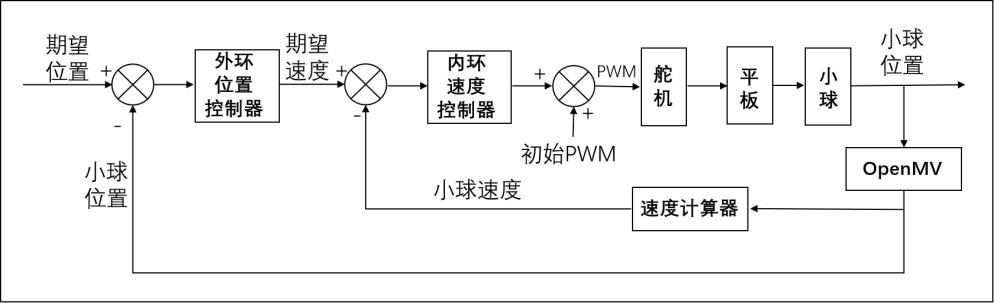 期望
位置
+
-
外环
位置
控制器
期望
速度
+
-
内环
速度
控制器
+
+
初始PWM
PWM
舵
机
平
板
小
球
小球
位置
OpenMV
速度计算器
小球速度
小球
位置